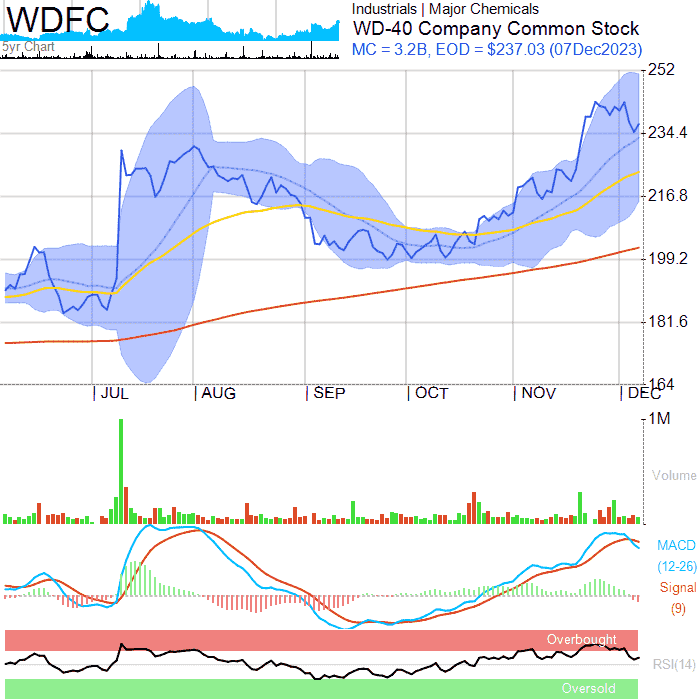 WDFC
5yr Chart
Industrials | Major Chemicals
WD-40 Company Common Stock
MC = 3.2B, EOD = $237.03 (07Dec2023)
252
234.4
216.8
199.2
181.6
164
JUL
AUG
SEP
OCT
NOV
DEC
1M
Volume
MACD
(12-26)
Signal
(9)
Overbought
RSI(14)
Oversold